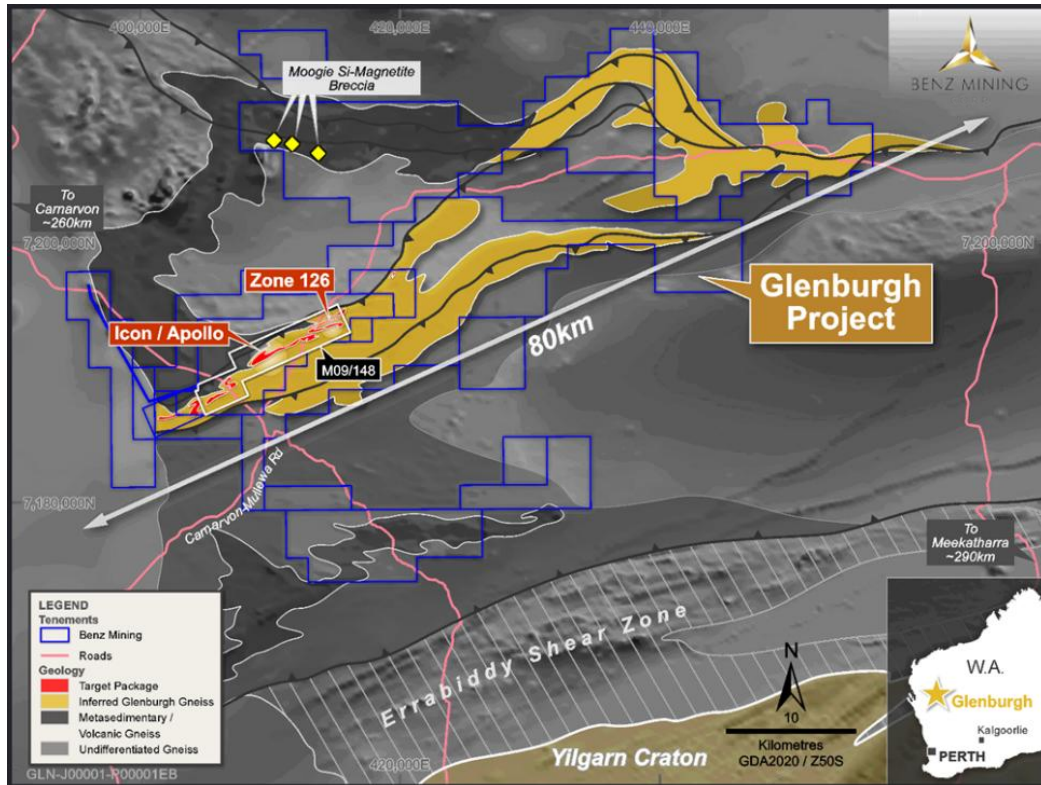 400,000E
420,000E
440,000E
Moogie Si-Magnetite
Breccia
BENZ MINING
To
Carnarvon
~260km
7,200,000N
7,200,000N
Zone 126
Icon / Apollo
M09/148
Glenburgh
Project
80km
7,180,000N
Carnarvon-Mullewa Rd
To
Meekatharra
~290km
LEGEND
Tenements
Benz Mining
Roads
Geology
Target Package
Inferred Glenburgh Gneiss
Metasedimentary /
Volcanic Gneiss
Undifferentiated Gneiss
GLN-J00001-P00001EB
Errabiddy Shear Zone
N
10
Kilometres
GDA2020 / Z50S
420,000E
Yilgarn Craton
W.A.
Glenburgh
Kalgoorlie
PERTH